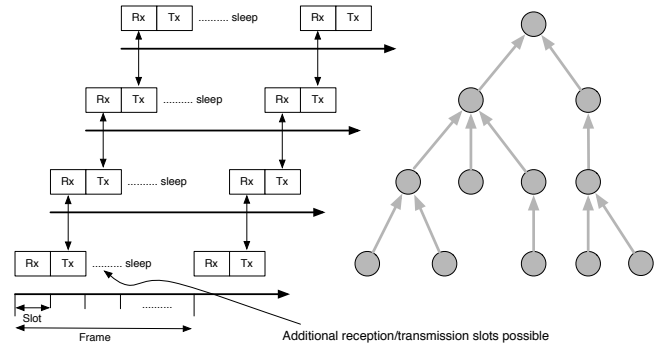 Rx Tx .......... sleep Rx Tx
Rx Tx .......... sleep Rx Tx
Rx Tx .......... sleep Rx Tx
Rx Tx .......... sleep Rx Tx
..........
Slot
Frame
Additional reception/transmission slots possible